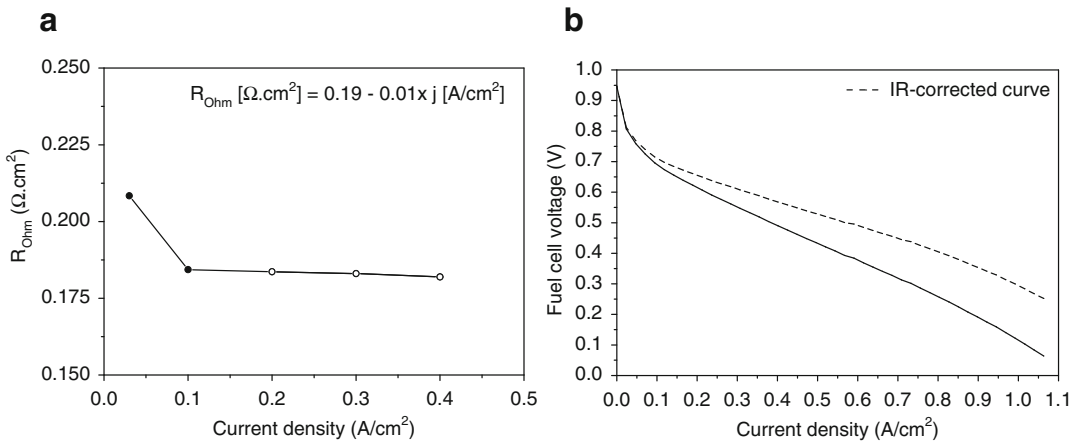 a
R_Ohm [Ω.cm²] = 0.19 - 0.01x j [A/cm²]
0.250
0.225
0.200
0.175
0.150
R_Ohm (Ω.cm²)
0.0 0.1 0.2 0.3 0.4 0.5
Current density (A/cm²)
b
IR-corrected curve
1.0
0.9
0.8
0.7
0.6
0.5
0.4
0.3
0.2
0.1
0.0
Fuel cell voltage (V)
0.0 0.1 0.2 0.3 0.4 0.5 0.6 0.7 0.8 0.9 1.0 1.1
Current density (A/cm²)